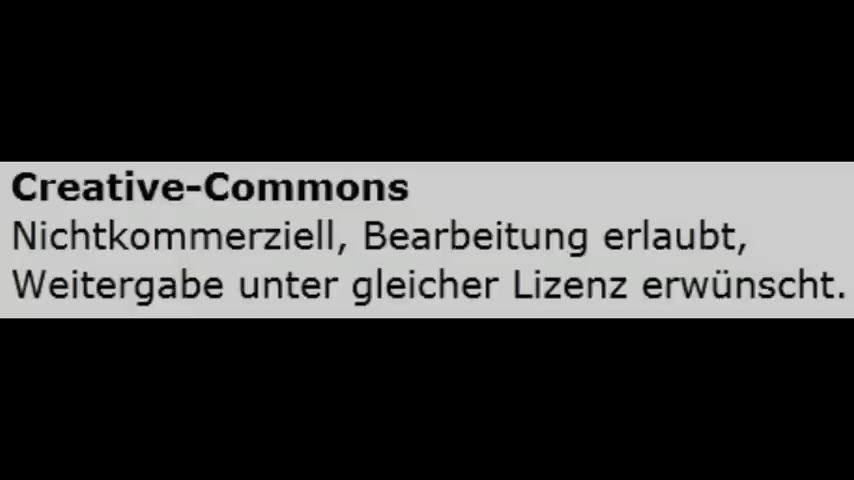 Creative-Commons
Nichtkommerziell, Bearbeitung erlaubt,
Weitergabe unter gleicher Lizenz erwünscht.